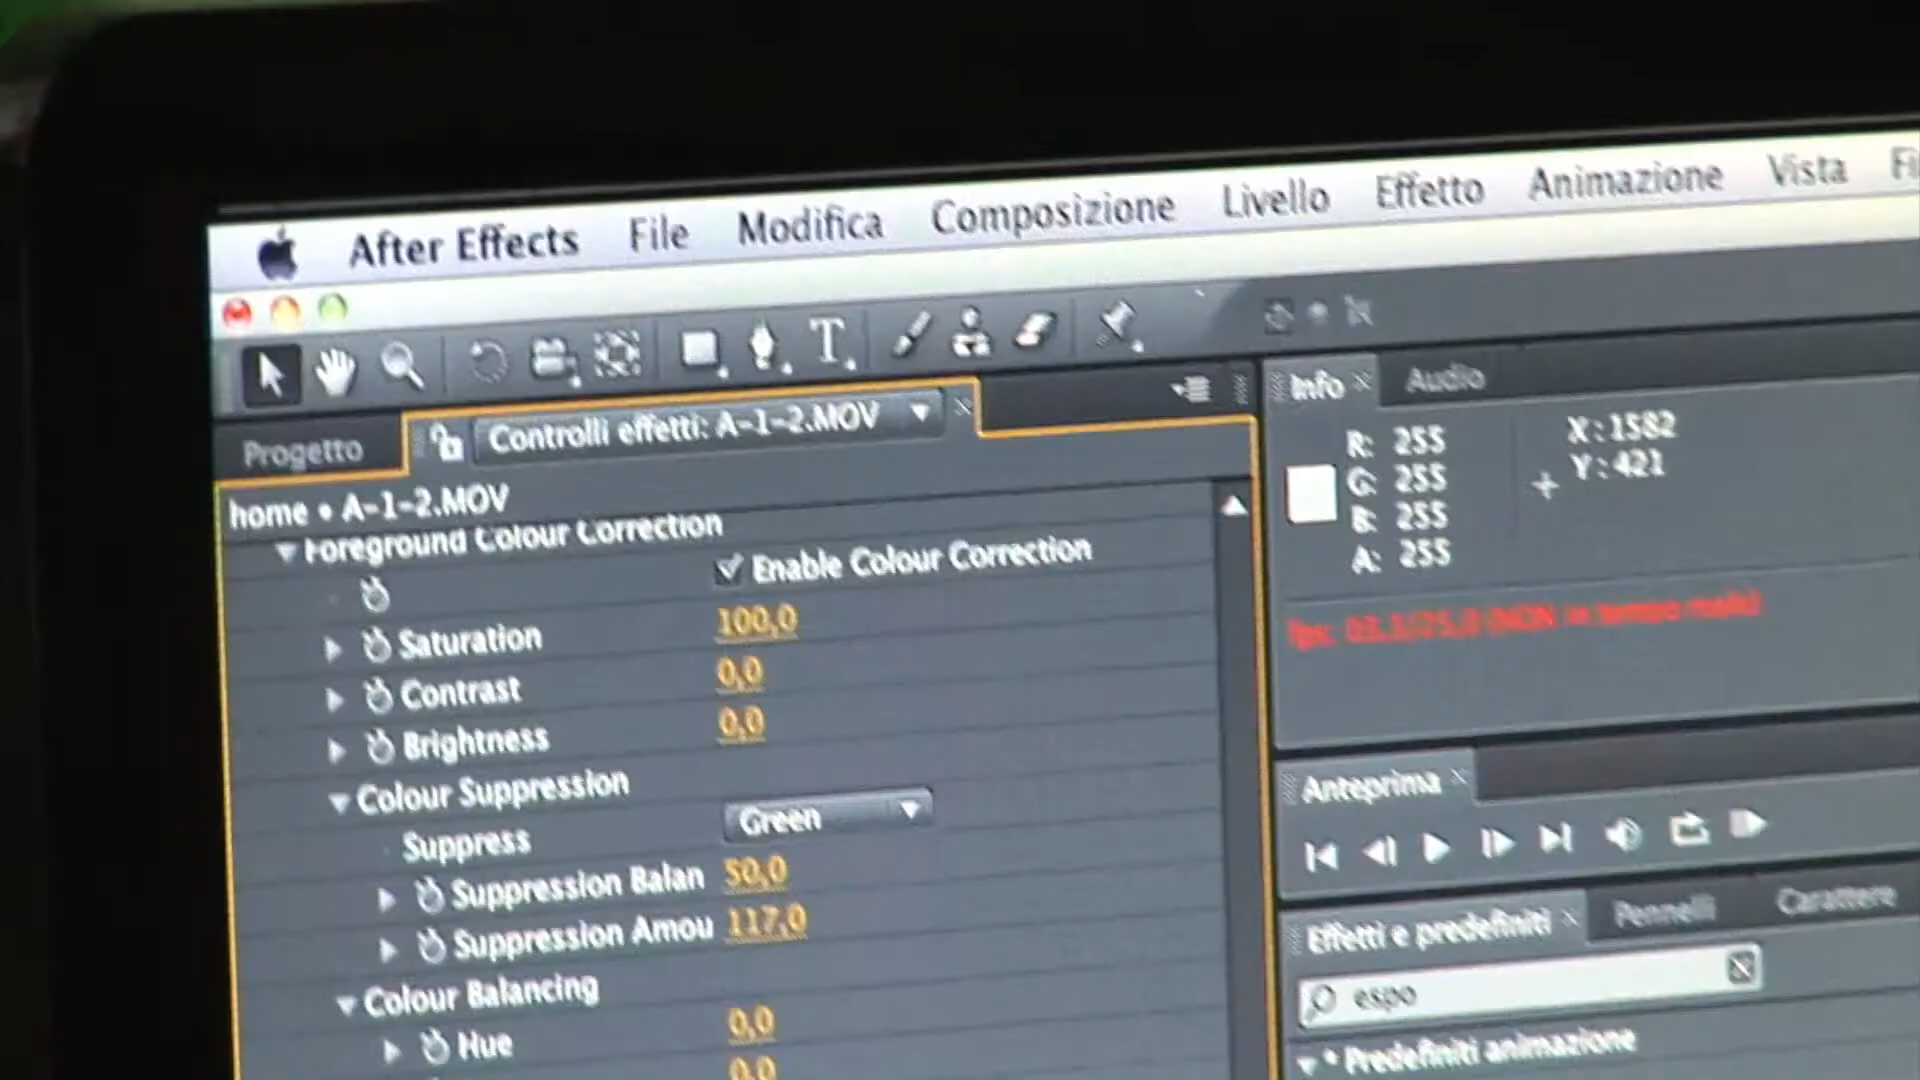 After Effects File Modifica Composizione Livello Effetto Animazione Vista
Progetto Controlli effetti: A-1-2.MOV
home • A-1-2.MOV
Foreground Colour Correction
Enable Colour Correction
Saturation 100,0
Contrast 0,0
Brightness 0,0
Colour Suppression
Suppress Green
Suppression Balan 50,0
Suppression Amou 117,0
Colour Balancing
Hue 0,0
0,0
Info Audio
R: 255 X:1582
G: 255 Y:421
B: 255
A: 255
Anteprima
Effetti e predefiniti Pennelli Carattere
espo
* Predefiniti animazione